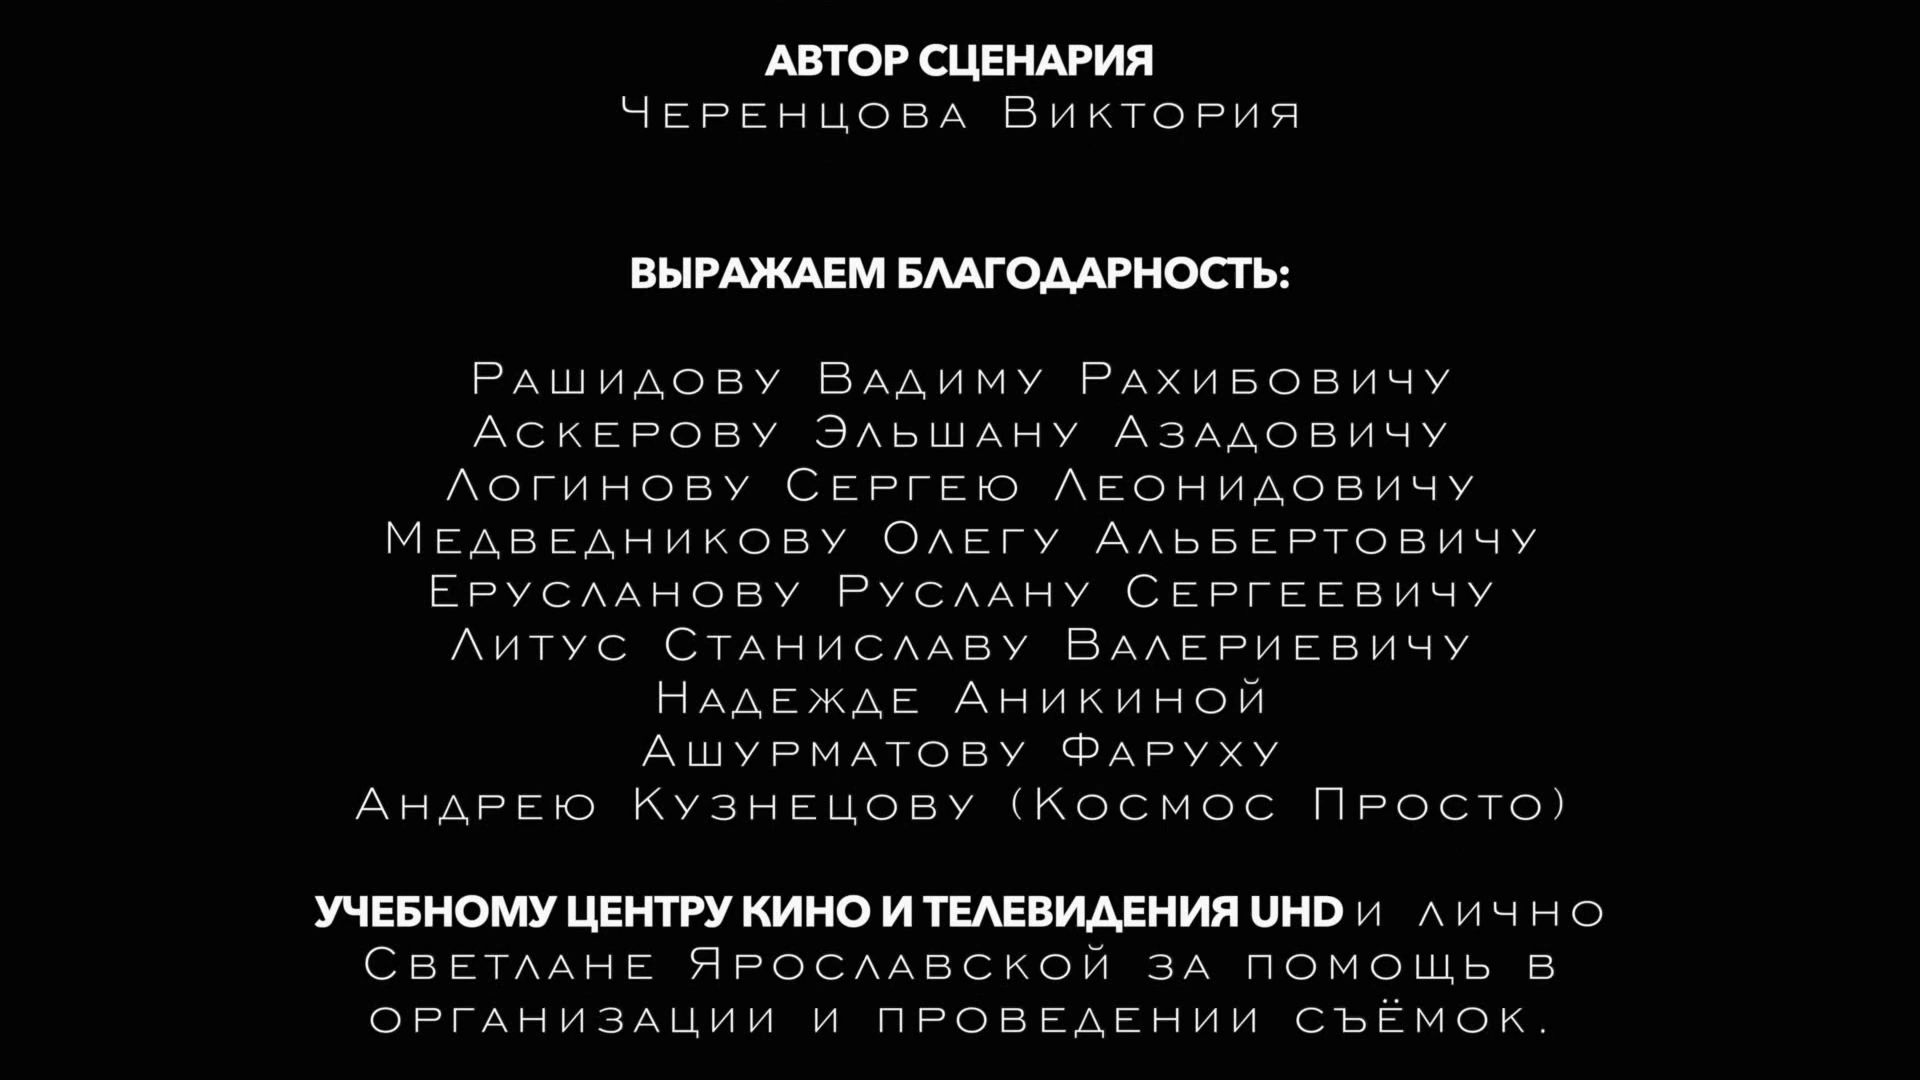 АВТОР СЦЕНАРИЯ
Черенцова Виктория
ВЫРАЖАЕМ БЛАГОДАРНОСТЬ:
Рашидову Вадиму Рахибовичу
Аскерову Эльшану Азадовичу
Логинову Сергею Леонидовичу
Медведникову Олегу Альбертовичу
Ерусланову Руслану Сергеевичу
Литус Станиславу Валериевичу
Надежде Аникиной
Ашурматову Фаруху
Андрею Кузнецову (Космос Просто)
УЧЕБНОМУ ЦЕНТРУ КИНО И ТЕЛЕВИДЕНИЯ UHD и лично
Светлане Ярославской за помощь в
организации и проведении съёмок.